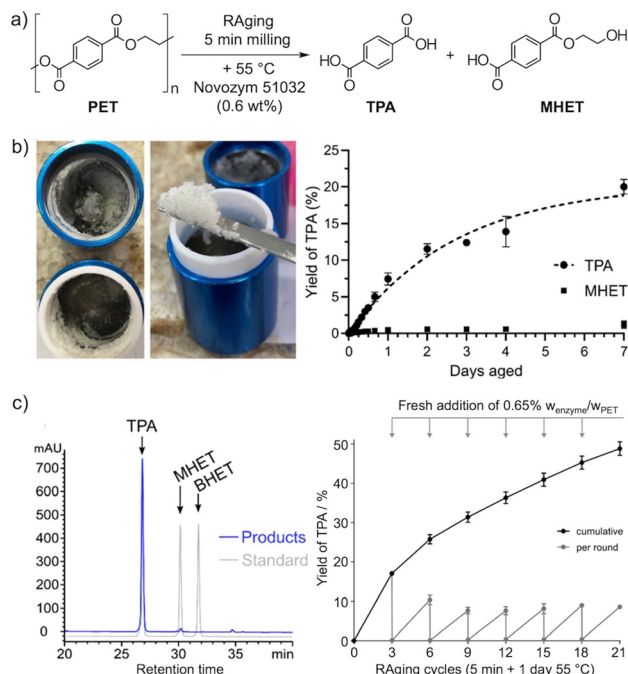 a)
RAging
5 min milling
+ 55 °C
Novozym 51032
(0.6 wt%)
O
O
O
O
n
PET
O
OH
HO
O
TPA
+
O
O
OH
HO
O
MHET
b)
Yield of TPA (%)
25
20
15
10
5
0
TPA
MHET
0 1 2 3 4 5 6 7
Days aged
c)
mAU
700
600
500
400
300
200
100
0
TPA
MHET
BHET
Products
Standard
20 30 min
Retention time
Fresh addition of 0.65% wenzyme/wPET
Yield of TPA / %
50
40
30
20
10
0
cumulative
per round
0 3 6 9 12 15 18 21
RAging cycles (5 min + 1 day 55 °C)